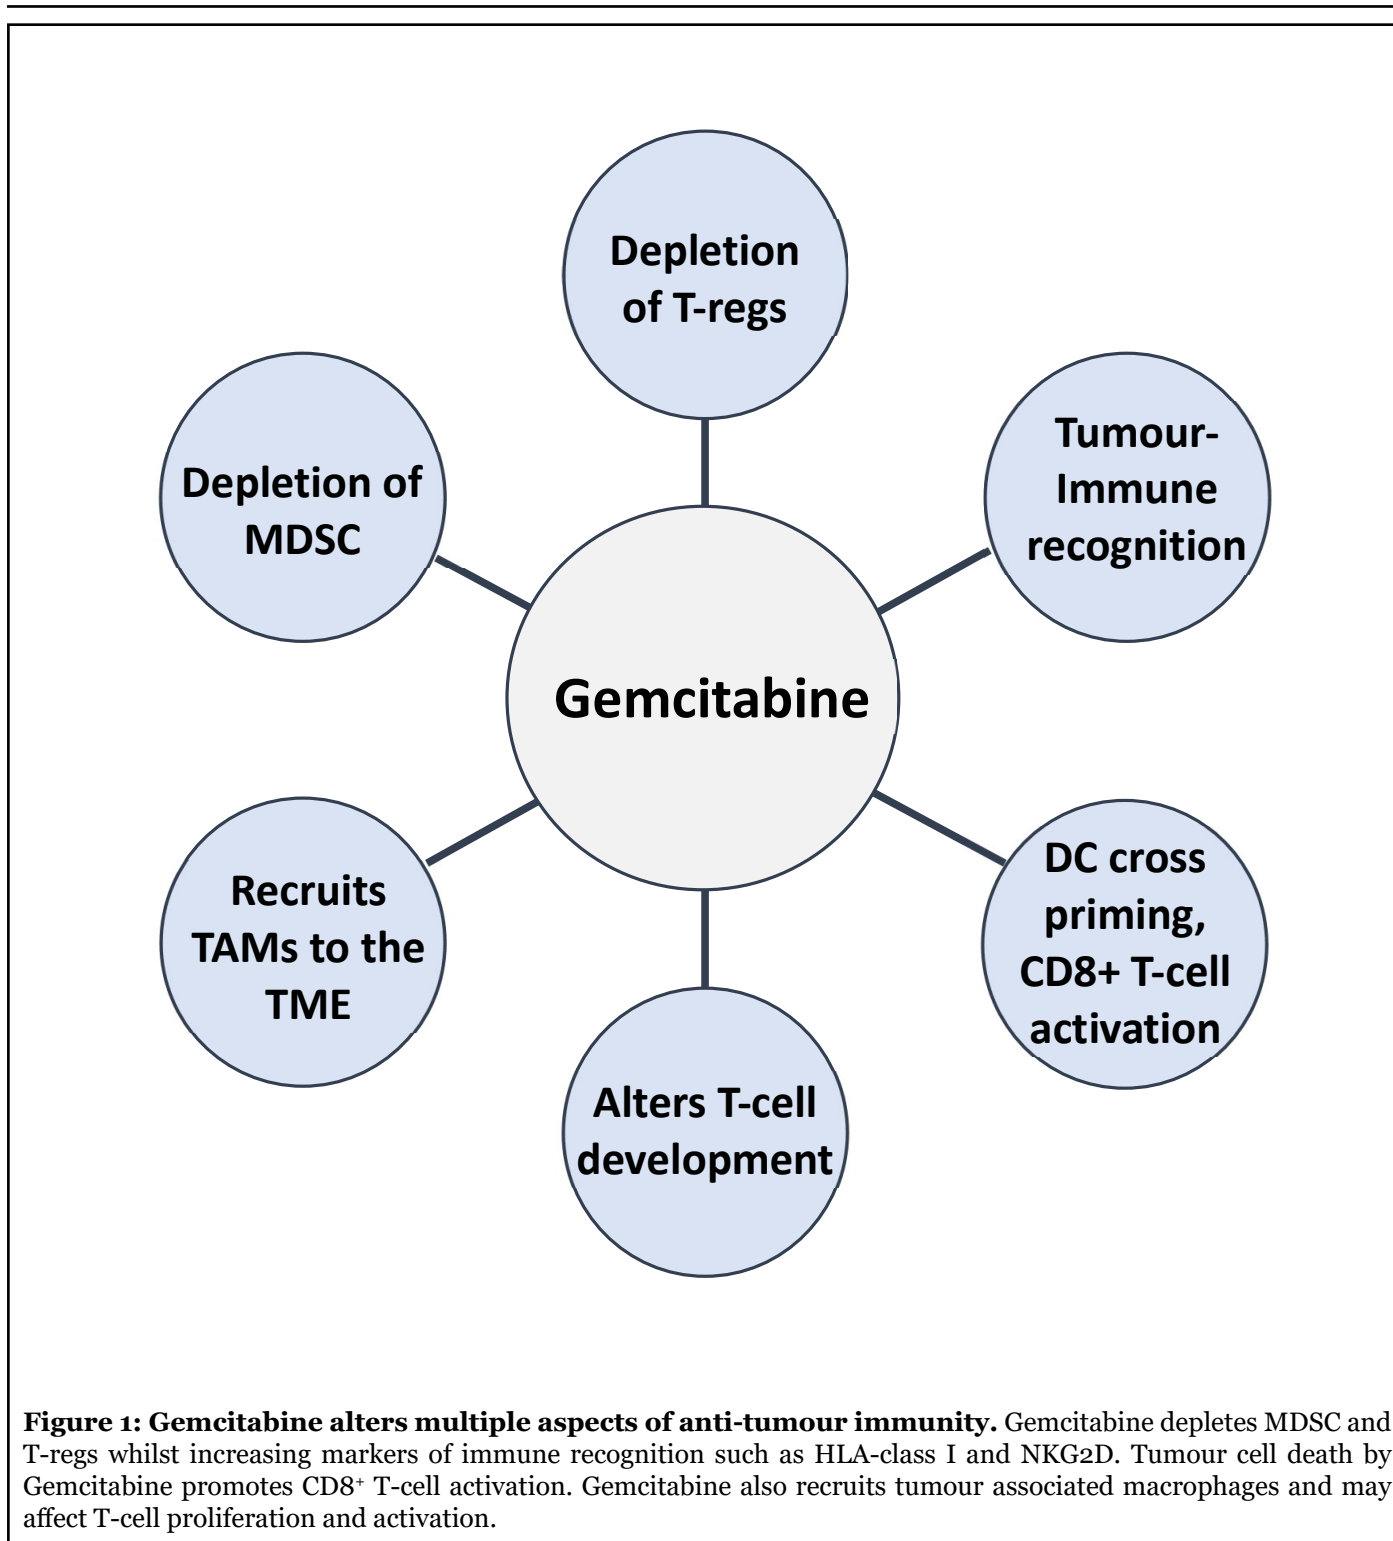 Depletion
of T-regs
Tumour-
Immune
recognition
Depletion of
MDSC
Gemcitabine
DC cross
priming,
CD8+ T-cell
activation
Recruits
TAMs to the
TME
Alters T-cell
development
Figure 1: Gemcitabine alters multiple aspects of anti-tumour immunity. Gemcitabine depletes MDSC and
T-regs whilst increasing markers of immune recognition such as HLA-class I and NKG2D. Tumour cell death by
Gemcitabine promotes CD8⁺ T-cell activation. Gemcitabine also recruits tumour associated macrophages and may
affect T-cell proliferation and activation.